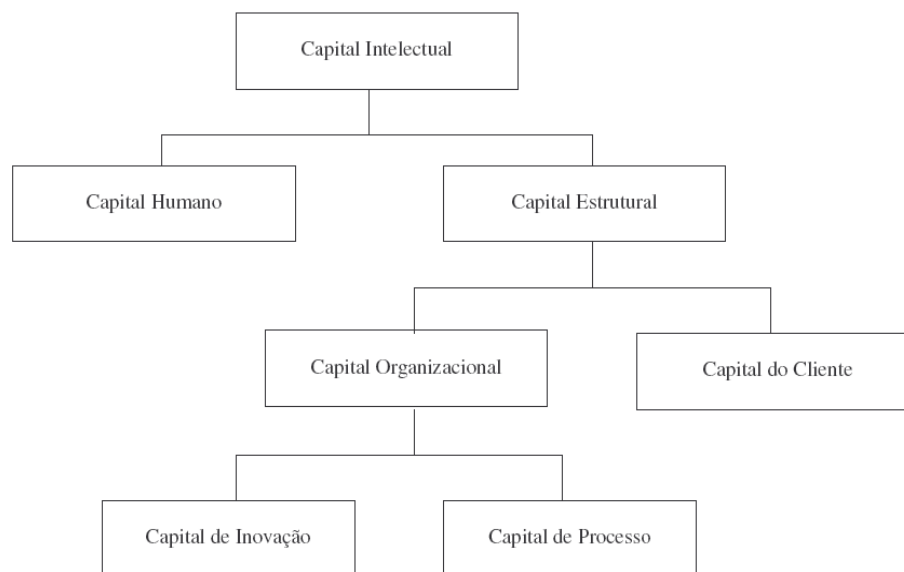 Capital Intelectual
Capital Humano
Capital Estrutural
Capital Organizacional
Capital do Cliente
Capital de Inovação
Capital de Processo